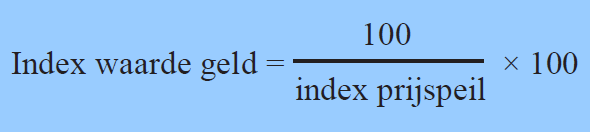 Index waarde geld = 100 / index prijspeil × 100